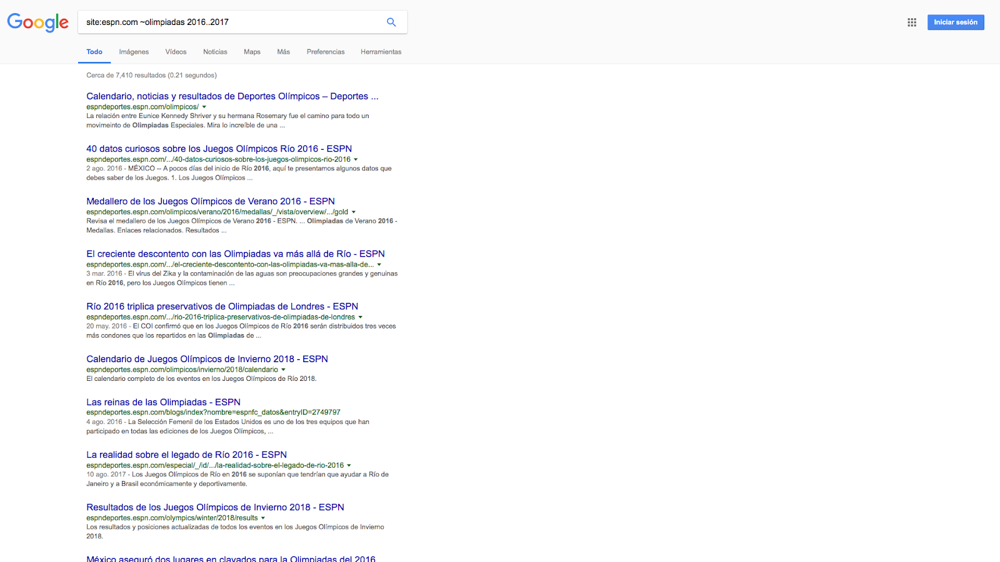 Google
site:espn.com ~olimpiadas 2016..2017
Iniciar sesión
Todo Imágenes Vídeos Noticias Maps Más Preferencias Herramientas
Cerca de 7,410 resultados (0.21 segundos)
Calendario, noticias y resultados de Deportes Olímpicos – Deportes ...
espndeportes.espn.com/olimpicos/
La relación entre Eunice Kennedy Shriver y su hermana Rosemary fue el camino para todo un
movimeinto de Olimpiadas Especiales. Mira lo increíble de una ...
40 datos curiosos sobre los Juegos Olímpicos Río 2016 - ESPN
espndeportes.espn.com/.../40-datos-curiosos-sobre-los-juegos-olimpicos-rio-2016
2 ago. 2016 - MÉXICO -- A pocos días del inicio de Río 2016, aquí te presentamos algunos datos que
debes saber de los Juegos. 1. Los Juegos Olímpicos ...
Medallero de los Juegos Olímpicos de Verano 2016 - ESPN
espndeportes.espn.com/olimpicos/verano/2016/medallas/_/vista/overview/.../gold
Revisa el medallero de los Juegos Olímpicos de Verano 2016 - ESPN. ... Olimpiadas de Verano 2016 -
Medallas. Enlaces relacionados. Resultados ...
El creciente descontento con las Olimpiadas va más allá de Río - ESPN
espndeportes.espn.com/.../el-creciente-descontento-con-las-olimpiadas-va-mas-alla-de...
3 mar. 2016 - El virus del Zika y la contaminación de las aguas son preocupaciones grandes y genuinas
en Río 2016, pero los Juegos Olímpicos tienen ...
Río 2016 triplica preservativos de Olimpiadas de Londres - ESPN
espndeportes.espn.com/.../rio-2016-triplica-preservativos-de-olimpiadas-de-londres
20 may. 2016 - El COI confirmó que en los Juegos Olímpicos de Río 2016 serán distribuidos tres veces
más condones que los repartidos en las Olimpiadas de ...
Calendario de Juegos Olímpicos de Invierno 2018 - ESPN
espndeportes.espn.com/olimpicos/invierno/2018/calendario
El calendario completo de los eventos en los Juegos Olímpicos de Río 2018.
Las reinas de las Olimpiadas - ESPN
espndeportes.espn.com/blogs/index?nombre=espnfc_datos&entryID=2749797
4 ago. 2016 - La Selección Femenil de los Estados Unidos es uno de los tres equipos que han
participado en todas las ediciones de los Juegos Olímpicos, ...
La realidad sobre el legado de Río 2016 - ESPN
espndeportes.espn.com/especial/_/id/.../la-realidad-sobre-el-legado-de-rio-2016
10 ago. 2017 - Los Juegos Olímpicos de Río en 2016 se suponían que tendrían que ayudar a Río de
Janeiro y a Brasil económicamente y deportivamente.
Resultados de los Juegos Olímpicos de Invierno 2018 - ESPN
espndeportes.espn.com/olympics/winter/2018/results
Los resultados y posiciones actualizadas de todos los eventos en los Juegos Olímpicos de Invierno
2018.
México aseguró dos lugares en clavados para la Olimpiadas del 2016